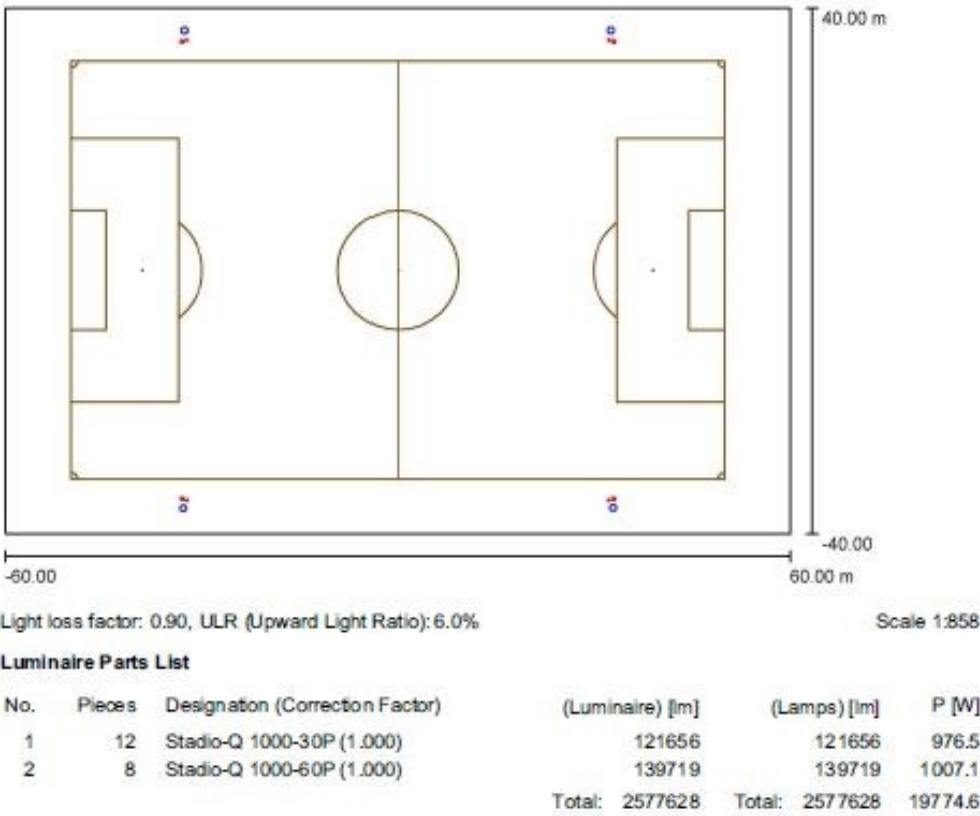 40.00 m
-40.00
-60.00 60.00 m
Light loss factor: 0.90, ULR (Upward Light Ratio): 6.0% Scale 1:858
Luminaire Parts List
No. Pieces Designation (Correction Factor) (Luminaire) [lm] (Lamps) [lm] P [W]
1 12 Stadio-Q 1000-30P (1.000) 121656 121656 976.5
2 8 Stadio-Q 1000-60P (1.000) 139719 139719 1007.1
Total: 2577628 Total: 2577628 19774.6